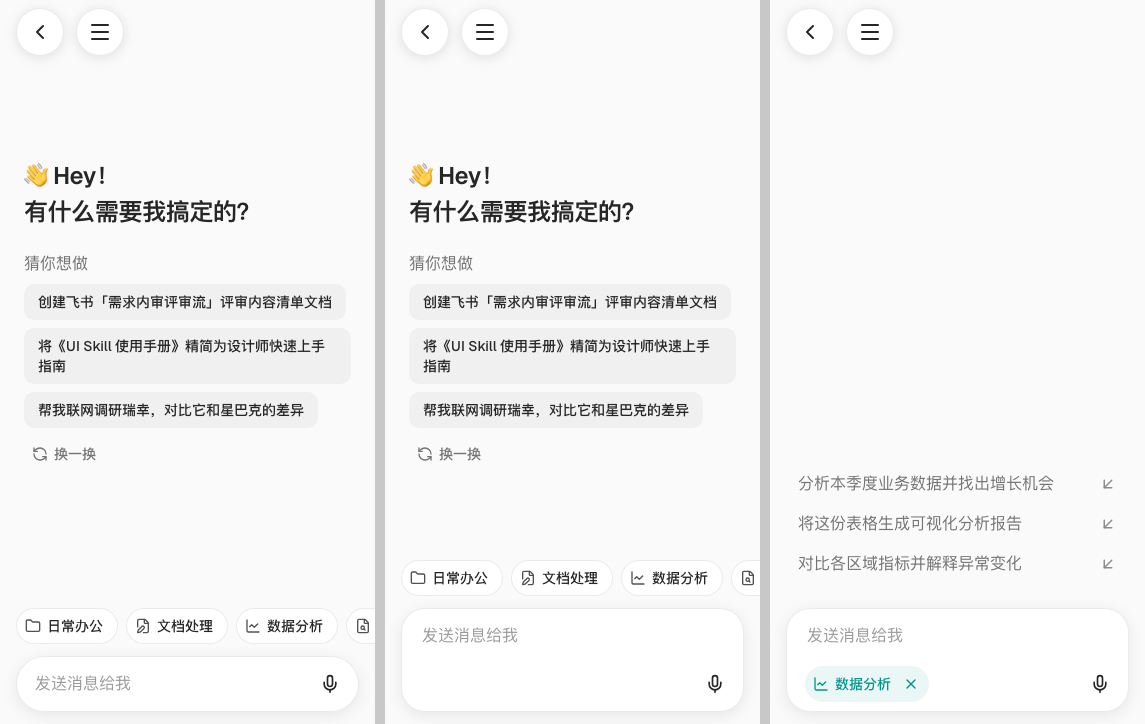 👋 Hey!
有什么需要我搞定的?
猜你想做
创建飞书「需求内审评审流」评审内容清单文档
将《UI Skill 使用手册》精简为设计师快速上手
指南
帮我联网调研瑞幸，对比它和星巴克的差异
换一换
日常办公
文档处理
数据分析
发送消息给我
👋 Hey!
有什么需要我搞定的?
猜你想做
创建飞书「需求内审评审流」评审内容清单文档
将《UI Skill 使用手册》精简为设计师快速上手
指南
帮我联网调研瑞幸，对比它和星巴克的差异
换一换
日常办公
文档处理
数据分析
发送消息给我
分析本季度业务数据并找出增长机会
将这份表格生成可视化分析报告
对比各区域指标并解释异常变化
发送消息给我
数据分析